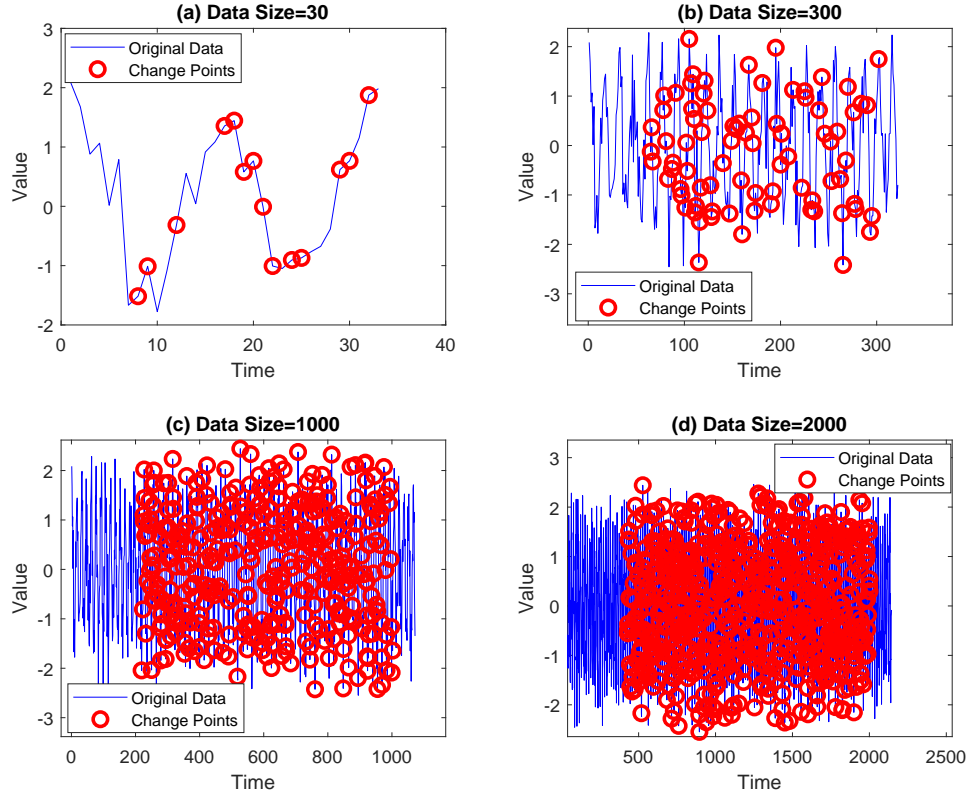 (a) Data Size=30
Original Data
Change Points
Value
2
1
0
-1
-2
0
10
20
30
40
Time
(b) Data Size=300
Value
2
1
0
-1
-2
-3
Original Data
Change Points
100
200
300
Time
(c) Data Size=1000
Value
2
1
0
-1
-2
-3
Original Data
Change Points
0
200
400
600
800
1000
Time
(d) Data Size=2000
Original Data
Change Points
Value
3
2
1
0
-1
-2
500
1000
1500
2000
2500
Time